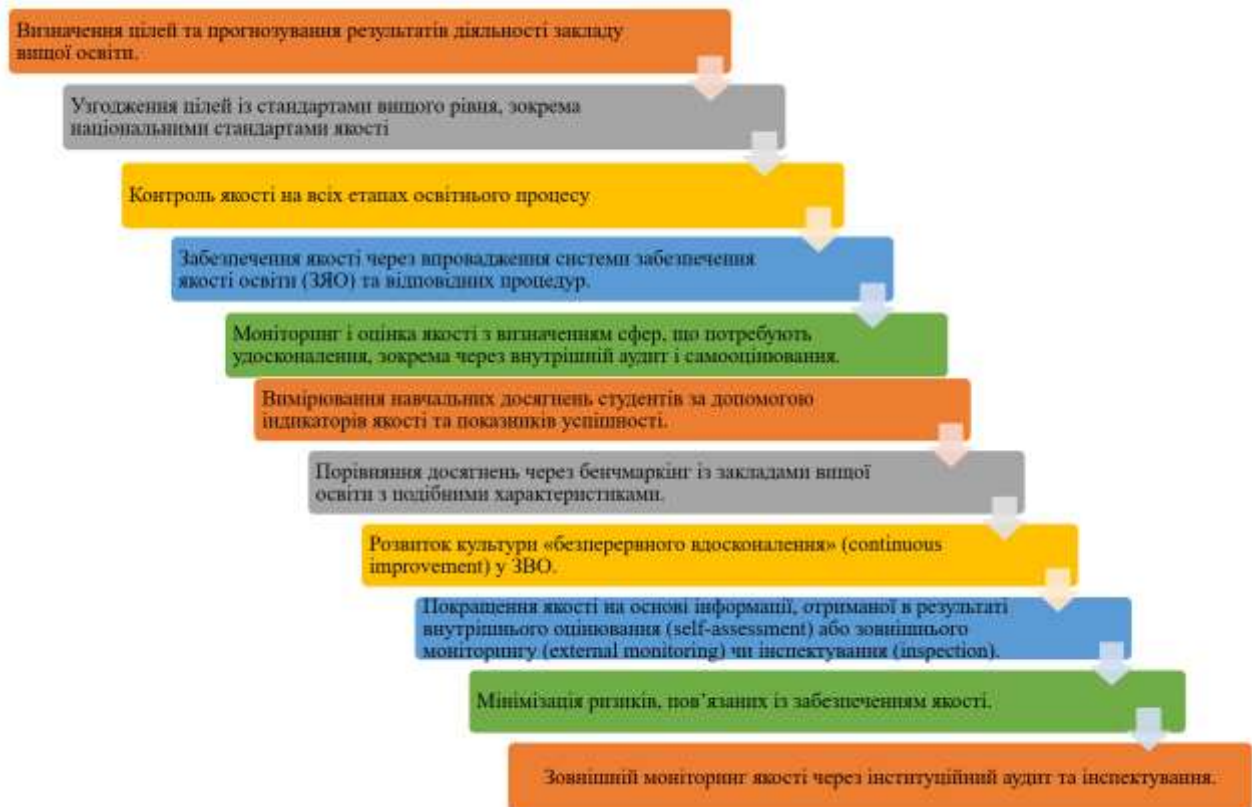 Визначення цілей та прогнозування результатів діяльності закладу
вищої освіти.
Узгодження цілей із стандартами вищого рівня, зокрема
національними стандартами якості
Контроль якості на всіх етапах освітнього процесу
Забезпечення якості через впровадження системи забезпечення
якості освіти (ЗЯО) та відповідних процедур.
Моніторинг і оцінка якості з визначенням сфер, що потребують
удосконалення, зокрема через внутрішній аудит і самооцінювання.
Вимірювання навчальних досягнень студентів за допомогою
індикаторів якості та показників успішності.
Порівняння досягнень через бенчмаркінг із закладами вищої
освіти з подібними характеристиками.
Розвиток культури «безперервного вдосконалення» (continuous
improvement) у ЗВО.
Покращення якості на основі інформації, отриманої в результаті
внутрішнього оцінювання (self-assessment) або зовнішнього
моніторингу (external monitoring) чи інспектування (inspection).
Мінімізація ризиків, пов’язаних із забезпеченням якості.
Зовнішній моніторинг якості через інституційний аудит та інспектування.